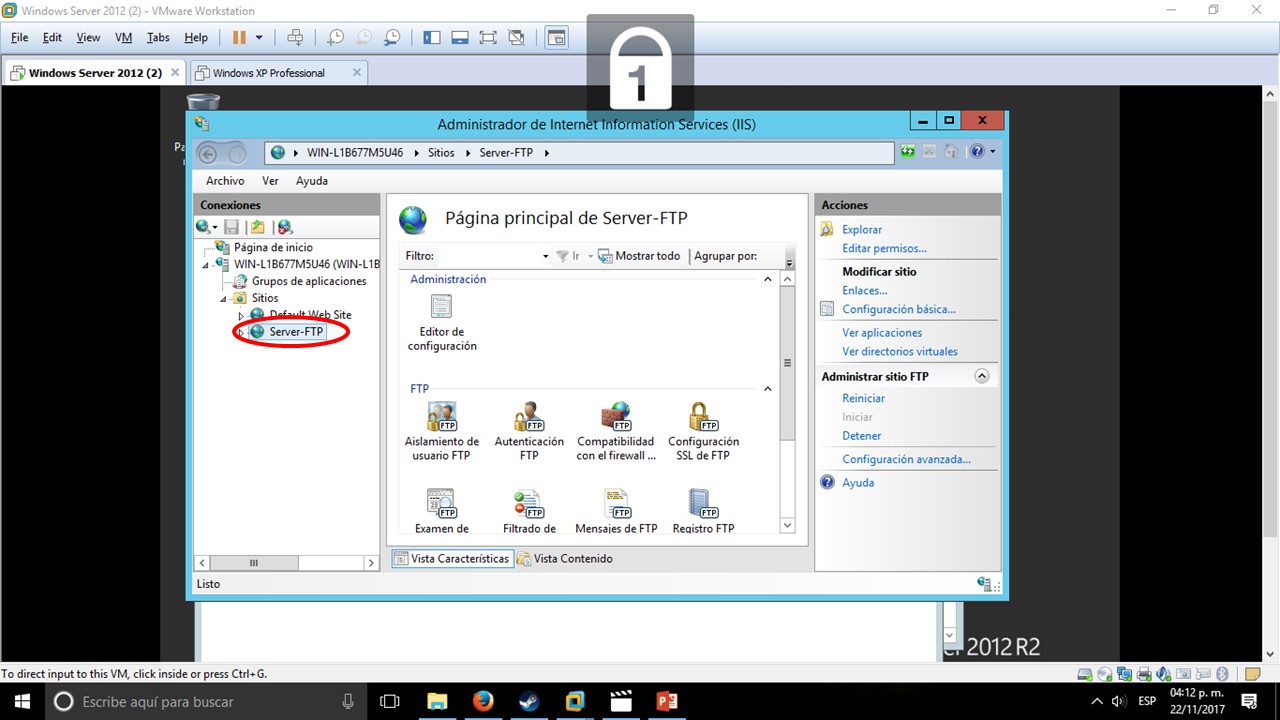 Windows Server 2012 (2) - VMware Workstation
File Edit View VM Tabs Help
1
Windows Server 2012 (2) Windows XP Professional
Pa
Administrador de Internet Information Services (IIS)
WIN-L1B677M5U46 Sitios Server-FTP
Archivo Ver Ayuda
Conexiones
Página de inicio
WIN-L1B677M5U46 (WIN-L1B
Grupos de aplicaciones
Sitios
Default Web Site
Server-FTP
Página principal de Server-FTP
Filtro: Ir Mostrar todo Agrupar por:
Administración
Editor de
configuración
FTP
Aislamiento de
usuario FTP
Autenticación
FTP
Compatibilidad
con el firewall ...
Configuración
SSL de FTP
Examen de
Filtrado de
Mensajes de FTP
Registro FTP
Vista Características Vista Contenido
Acciones
Explorar
Editar permisos...
Modificar sitio
Enlaces...
Configuración básica...
Ver aplicaciones
Ver directorios virtuales
Administrar sitio FTP
Reiniciar
Iniciar
Detener
Configuración avanzada...
Ayuda
Listo
2012 R2
To direct input to this VM, click inside or press Ctrl+G.
Escribe aquí para buscar
ESP
04:12 p. m.
22/11/2017